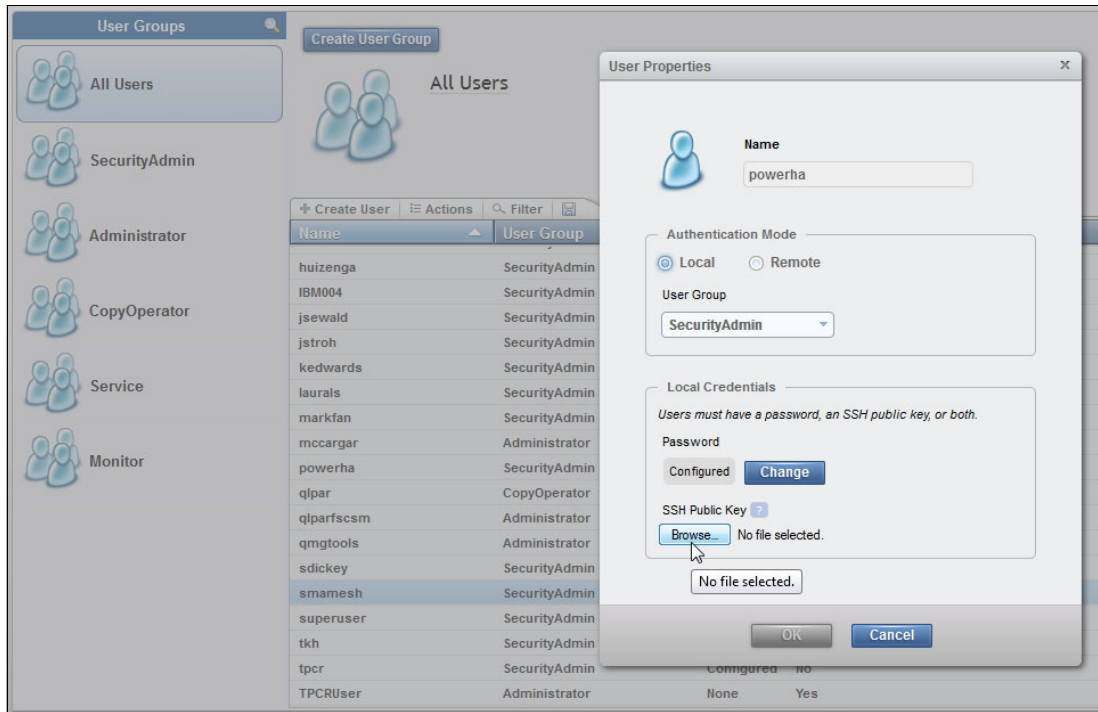 User Groups
All Users
SecurityAdmin
Administrator
CopyOperator
Service
Monitor
Create User Group
All Users
Create User
Actions
Filter
Name
User Group
huizenga SecurityAdmin
IBM004 SecurityAdmin
jsewald SecurityAdmin
jstroh SecurityAdmin
kedwards SecurityAdmin
laurals SecurityAdmin
markfan SecurityAdmin
mccargar Administrator
powerha SecurityAdmin
qlpar CopyOperator
qlparfscsm Administrator
qmgtools Administrator
sdickey SecurityAdmin
smamesh SecurityAdmin
superuser SecurityAdmin
tkh SecurityAdmin
tpcr SecurityAdmin Configured No
TPCRUser Administrator None Yes
User Properties
x
Name
powerha
Authentication Mode
Local
Remote
User Group
SecurityAdmin
Local Credentials
Users must have a password, an SSH public key, or both.
Password
Configured
Change
SSH Public Key ?
Browse... No file selected.
No file selected.
OK
Cancel